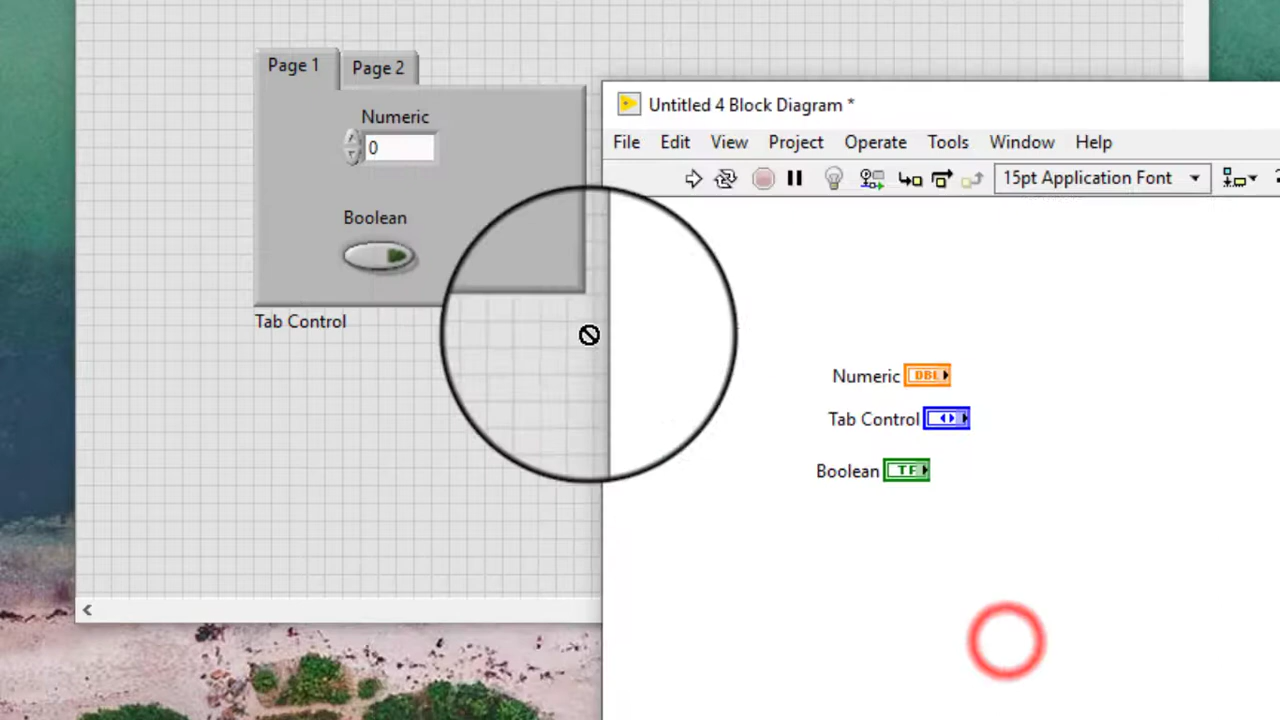 Page 1
Page 2
Numeric
0
Boolean
Tab Control
Untitled 4 Block Diagram *
File Edit View Project Operate Tools Window Help
15pt Application Font
Numeric DBL
Tab Control
Boolean TF